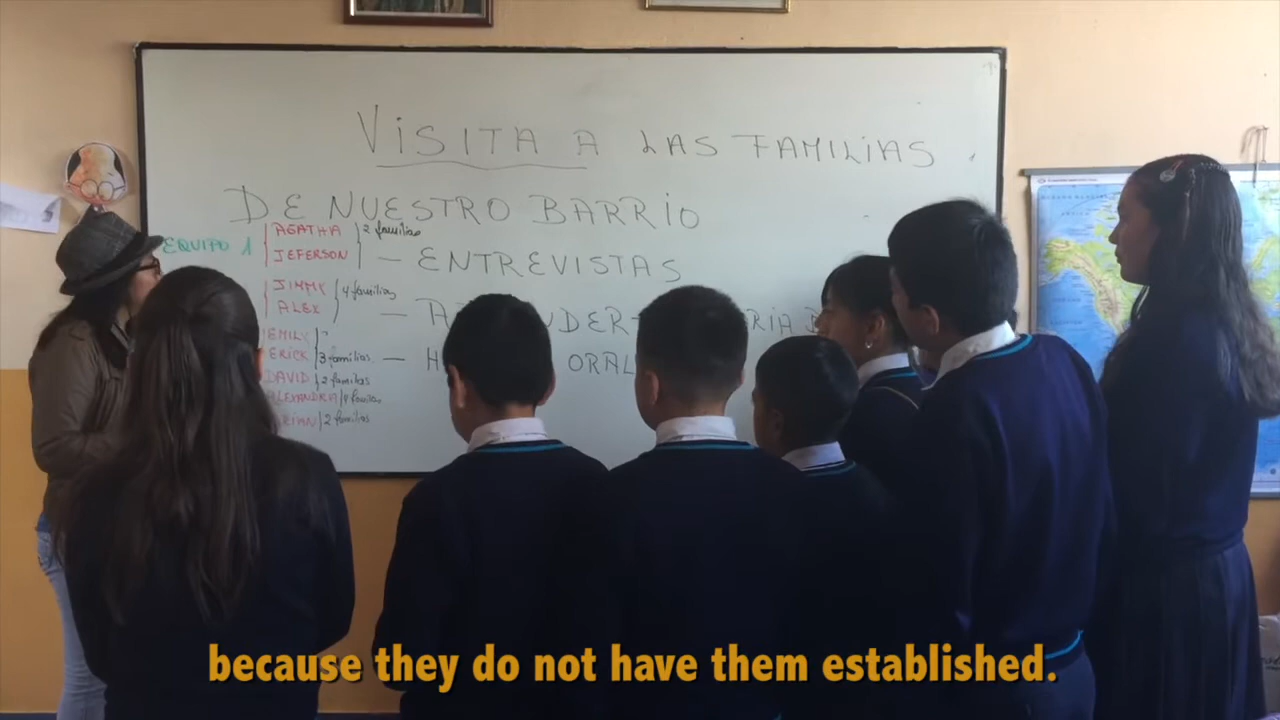 VISITA A LAS FAMILIAS
DE NUESTRO BARRIO
EQUIPO 1
AGATHA
JEFERSON
2 familias
– ENTREVISTAS
JIMMY
ALEX
4 familias
EMILY
ERICK
3 familias
DAVID 2 familias
ALEXANDRA
2 familias
ORAL
because they do not have them established.